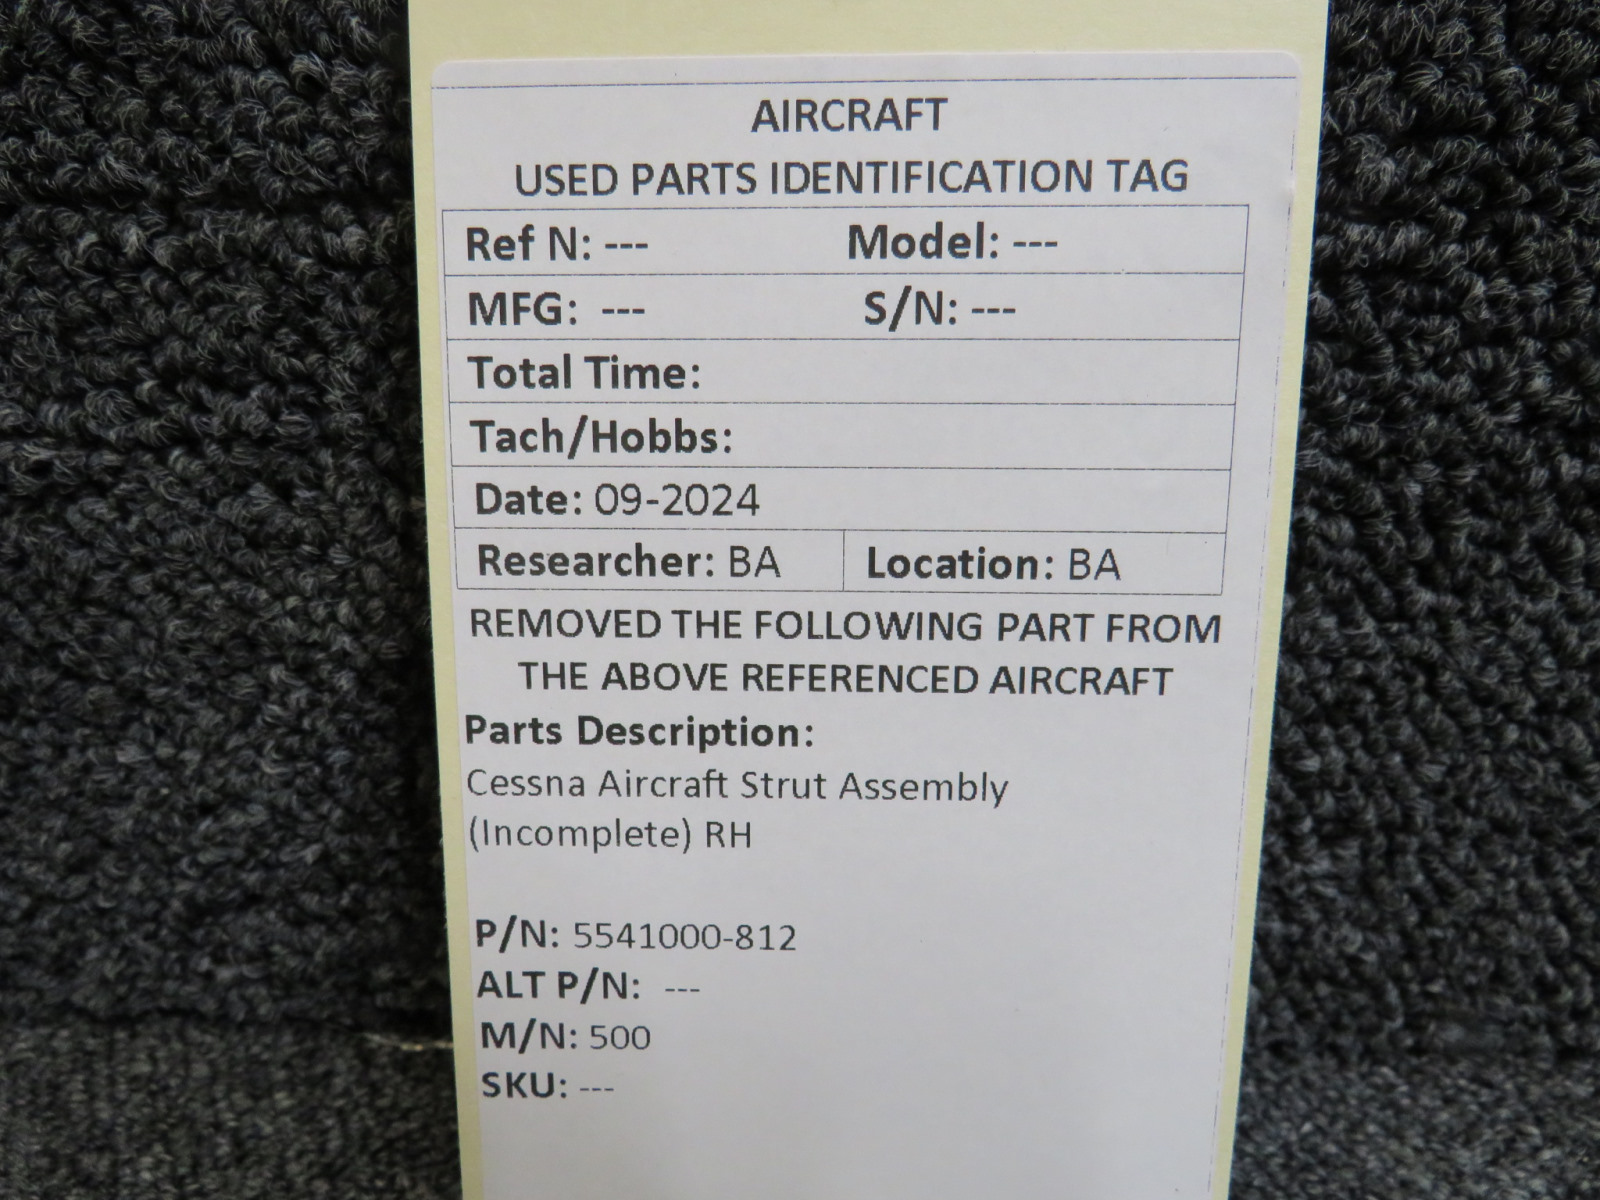 AIRCRAFT
USED PARTS IDENTIFICATION TAG
Ref N: --- Model: ---
MFG: --- S/N: ---
Total Time:
Tach/Hobbs:
Date: 09-2024
Researcher: BA Location: BA
REMOVED THE FOLLOWING PART FROM
THE ABOVE REFERENCED AIRCRAFT
Parts Description:
Cessna Aircraft Strut Assembly
(Incomplete) RH
P/N: 5541000-812
ALT P/N: ---
M/N: 500
SKU: ---